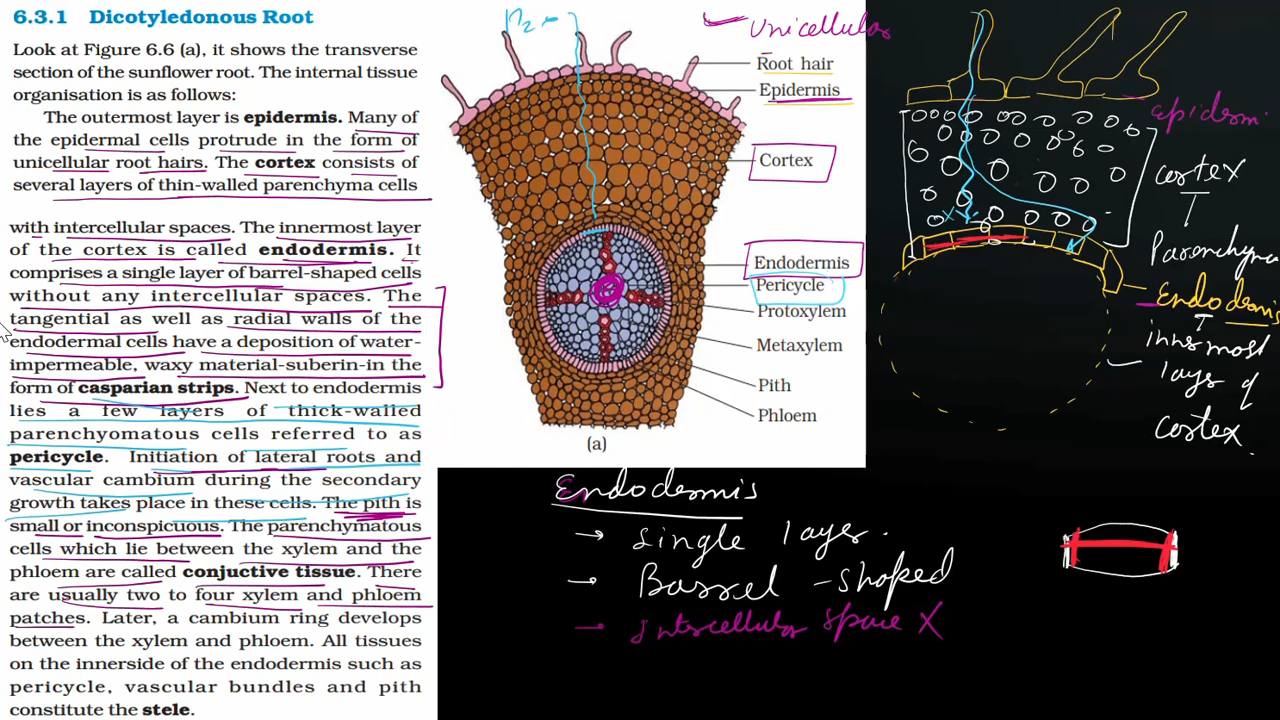 6.3.1 Dicotyledonous Root
Look at Figure 6.6 (a), it shows the transverse
section of the sunflower root. The internal tissue
organisation is as follows:
The outermost layer is epidermis. Many of
the epidermal cells protrude in the form of
unicellular root hairs. The cortex consists of
several layers of thin-walled parenchyma cells
with intercellular spaces. The innermost layer
of the cortex is called endodermis. It
comprises a single layer of barrel-shaped cells
without any intercellular spaces. The
tangential as well as radial walls of the
endodermal cells have a deposition of water-
impermeable, waxy material-suberin-in the
form of casparian strips. Next to endodermis
lies a few layers of thick-walled
parenchyomatous cells referred to as
pericycle. Initiation of lateral roots and
vascular cambium during the secondary
growth takes place in these cells. The pith is
small or inconspicuous. The parenchymatous
cells which lie between the xylem and the
phloem are called conjuctive tissue. There
are usually two to four xylem and phloem
patches. Later, a cambium ring develops
between the xylem and phloem. All tissues
on the innerside of the endodermis such as
pericycle, vascular bundles and pith
constitute the stele.
Unicellular
Root hair
Epidermis
Cortex
Endodermis
Pericycle
Protoxylem
Metaxylem
Pith
Phloem
(a)
Epidermi
cortex
Parenchyma
Endodermis
innermost
layer of
cortex
Endodermis
→ Single layer.
→ Barrel-shaped
→ intercellular space X